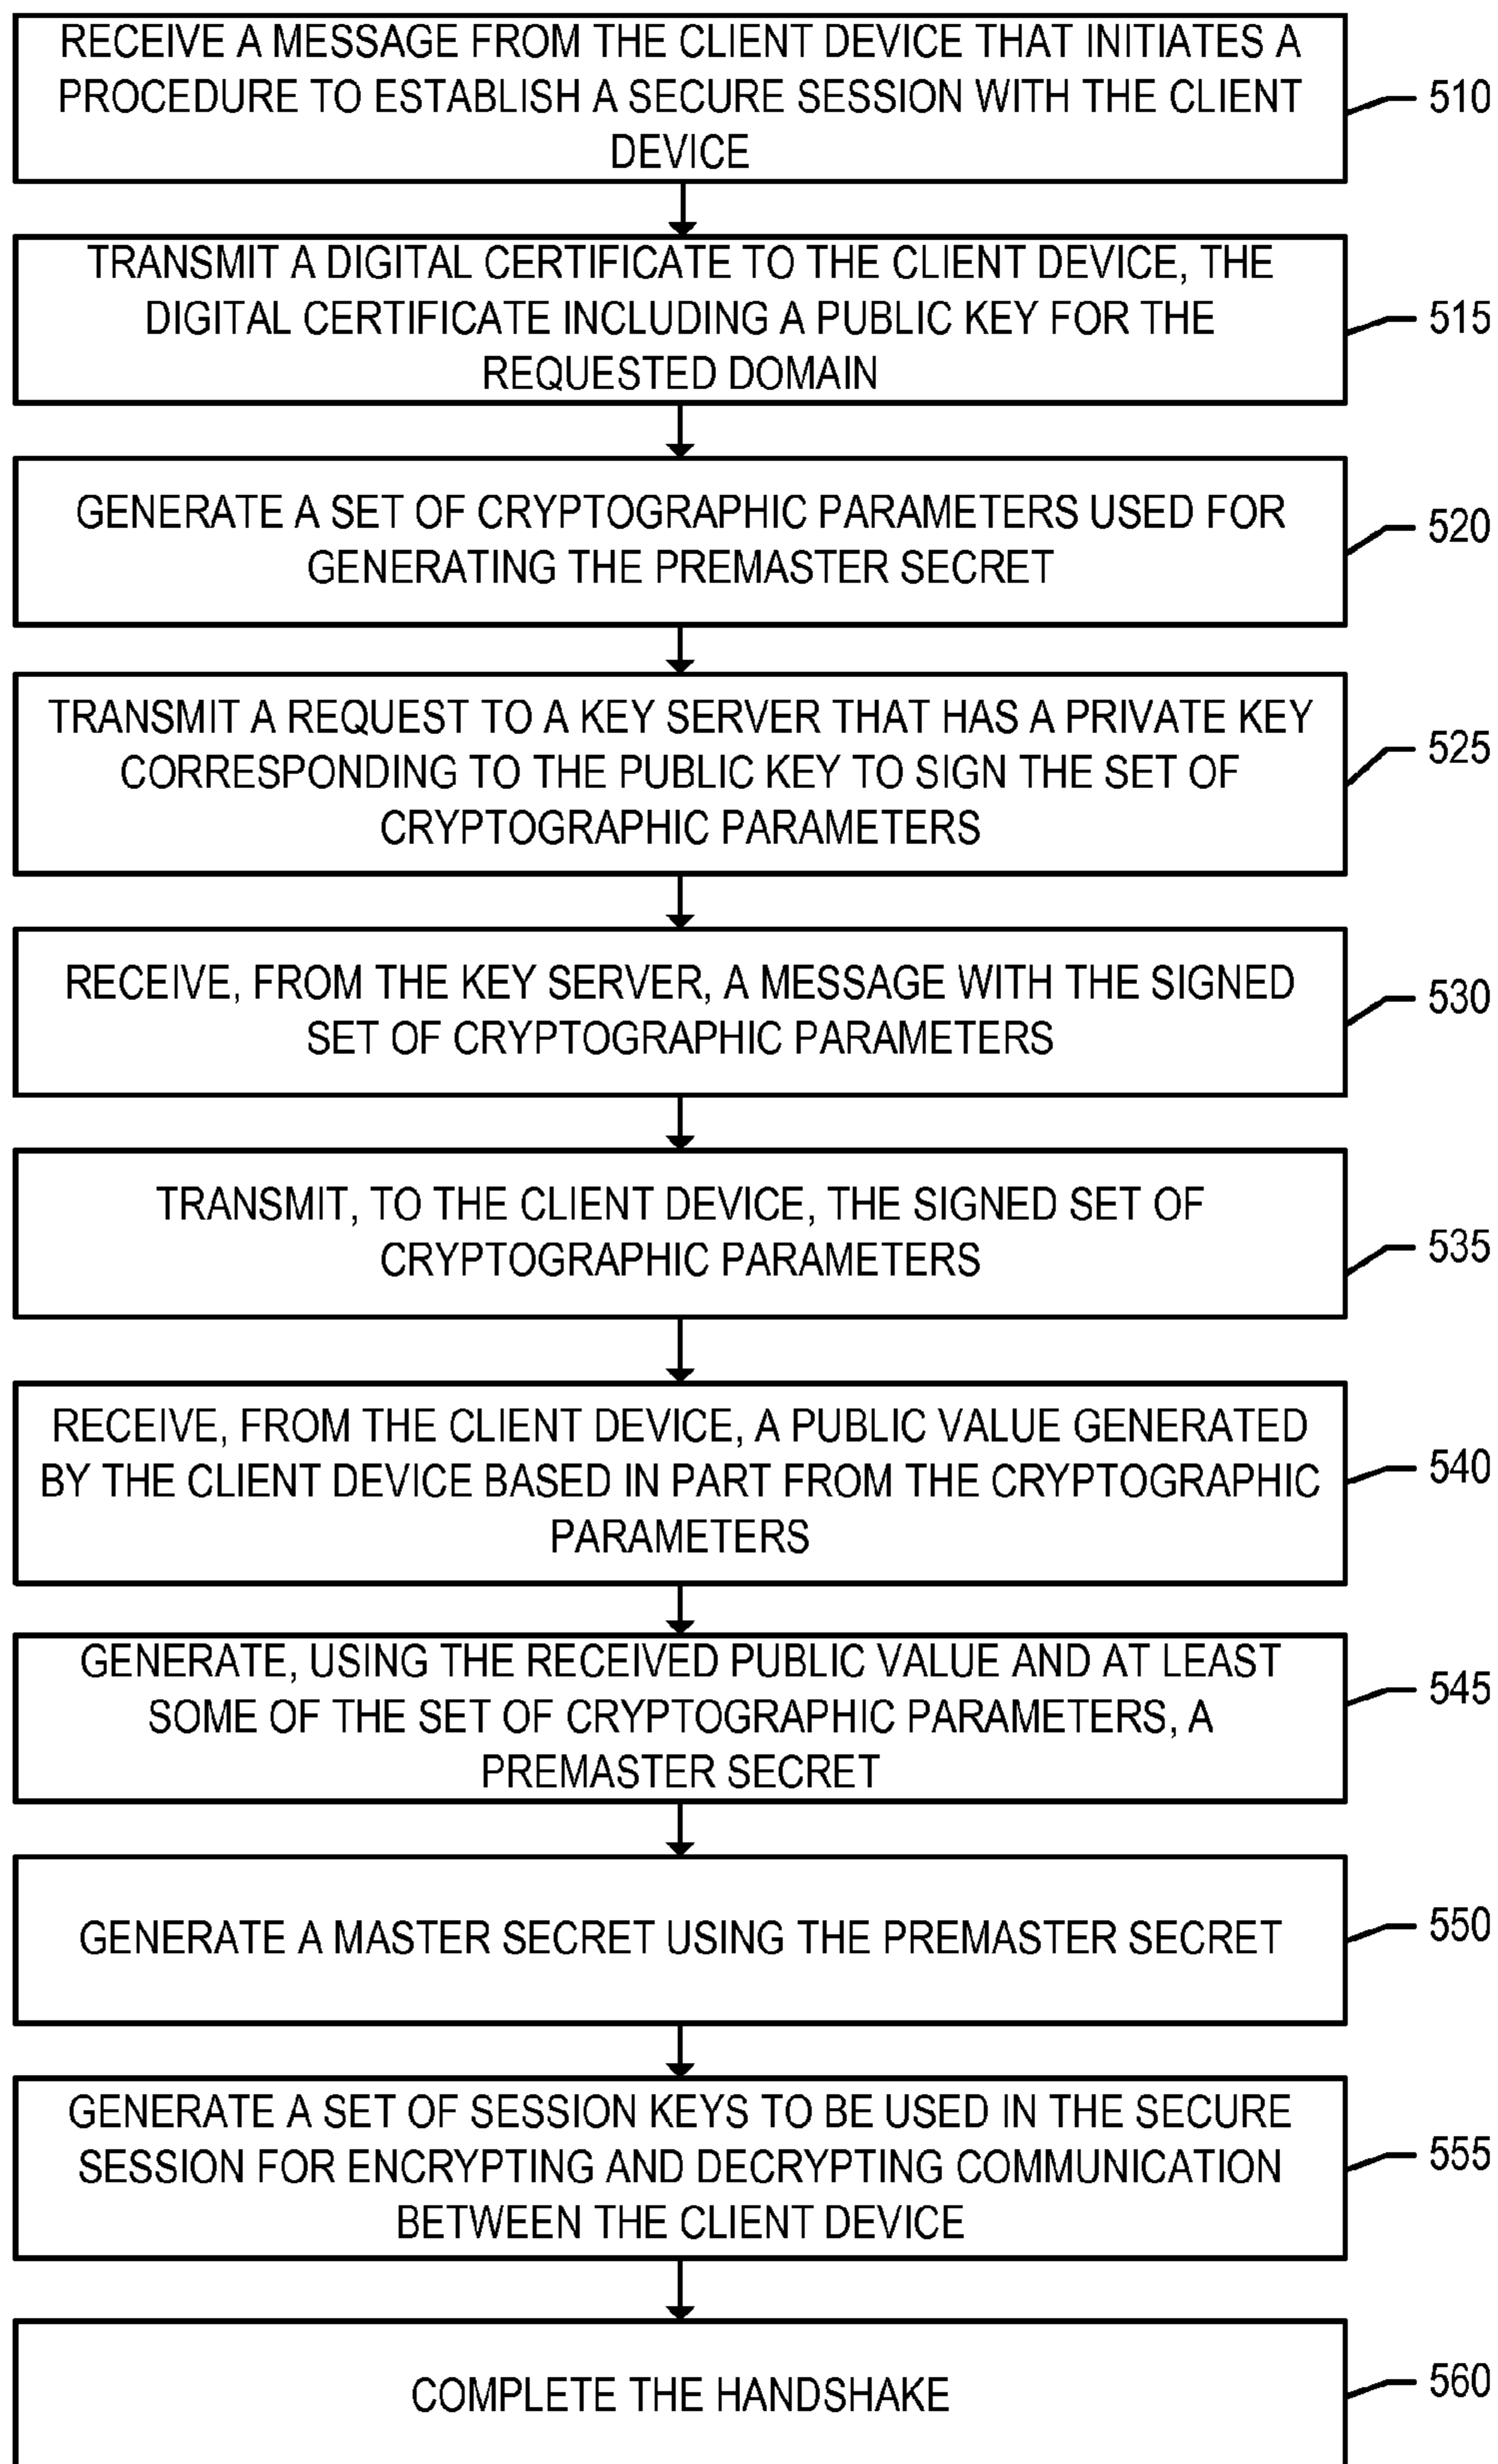 RECEIVE A MESSAGE FROM THE CLIENT DEVICE THAT INITIATES A
PROCEDURE TO ESTABLISH A SECURE SESSION WITH THE CLIENT
DEVICE
510
TRANSMIT A DIGITAL CERTIFICATE TO THE CLIENT DEVICE, THE
DIGITAL CERTIFICATE INCLUDING A PUBLIC KEY FOR THE
REQUESTED DOMAIN
515
GENERATE A SET OF CRYPTOGRAPHIC PARAMETERS USED FOR
GENERATING THE PREMASTER SECRET
520
TRANSMIT A REQUEST TO A KEY SERVER THAT HAS A PRIVATE KEY
CORRESPONDING TO THE PUBLIC KEY TO SIGN THE SET OF
CRYPTOGRAPHIC PARAMETERS
525
RECEIVE, FROM THE KEY SERVER, A MESSAGE WITH THE SIGNED
SET OF CRYPTOGRAPHIC PARAMETERS
530
TRANSMIT, TO THE CLIENT DEVICE, THE SIGNED SET OF
CRYPTOGRAPHIC PARAMETERS
535
RECEIVE, FROM THE CLIENT DEVICE, A PUBLIC VALUE GENERATED
BY THE CLIENT DEVICE BASED IN PART FROM THE CRYPTOGRAPHIC
PARAMETERS
540
GENERATE, USING THE RECEIVED PUBLIC VALUE AND AT LEAST
SOME OF THE SET OF CRYPTOGRAPHIC PARAMETERS, A
PREMASTER SECRET
545
GENERATE A MASTER SECRET USING THE PREMASTER SECRET
550
GENERATE A SET OF SESSION KEYS TO BE USED IN THE SECURE
SESSION FOR ENCRYPTING AND DECRYPTING COMMUNICATION
BETWEEN THE CLIENT DEVICE
555
COMPLETE THE HANDSHAKE
560